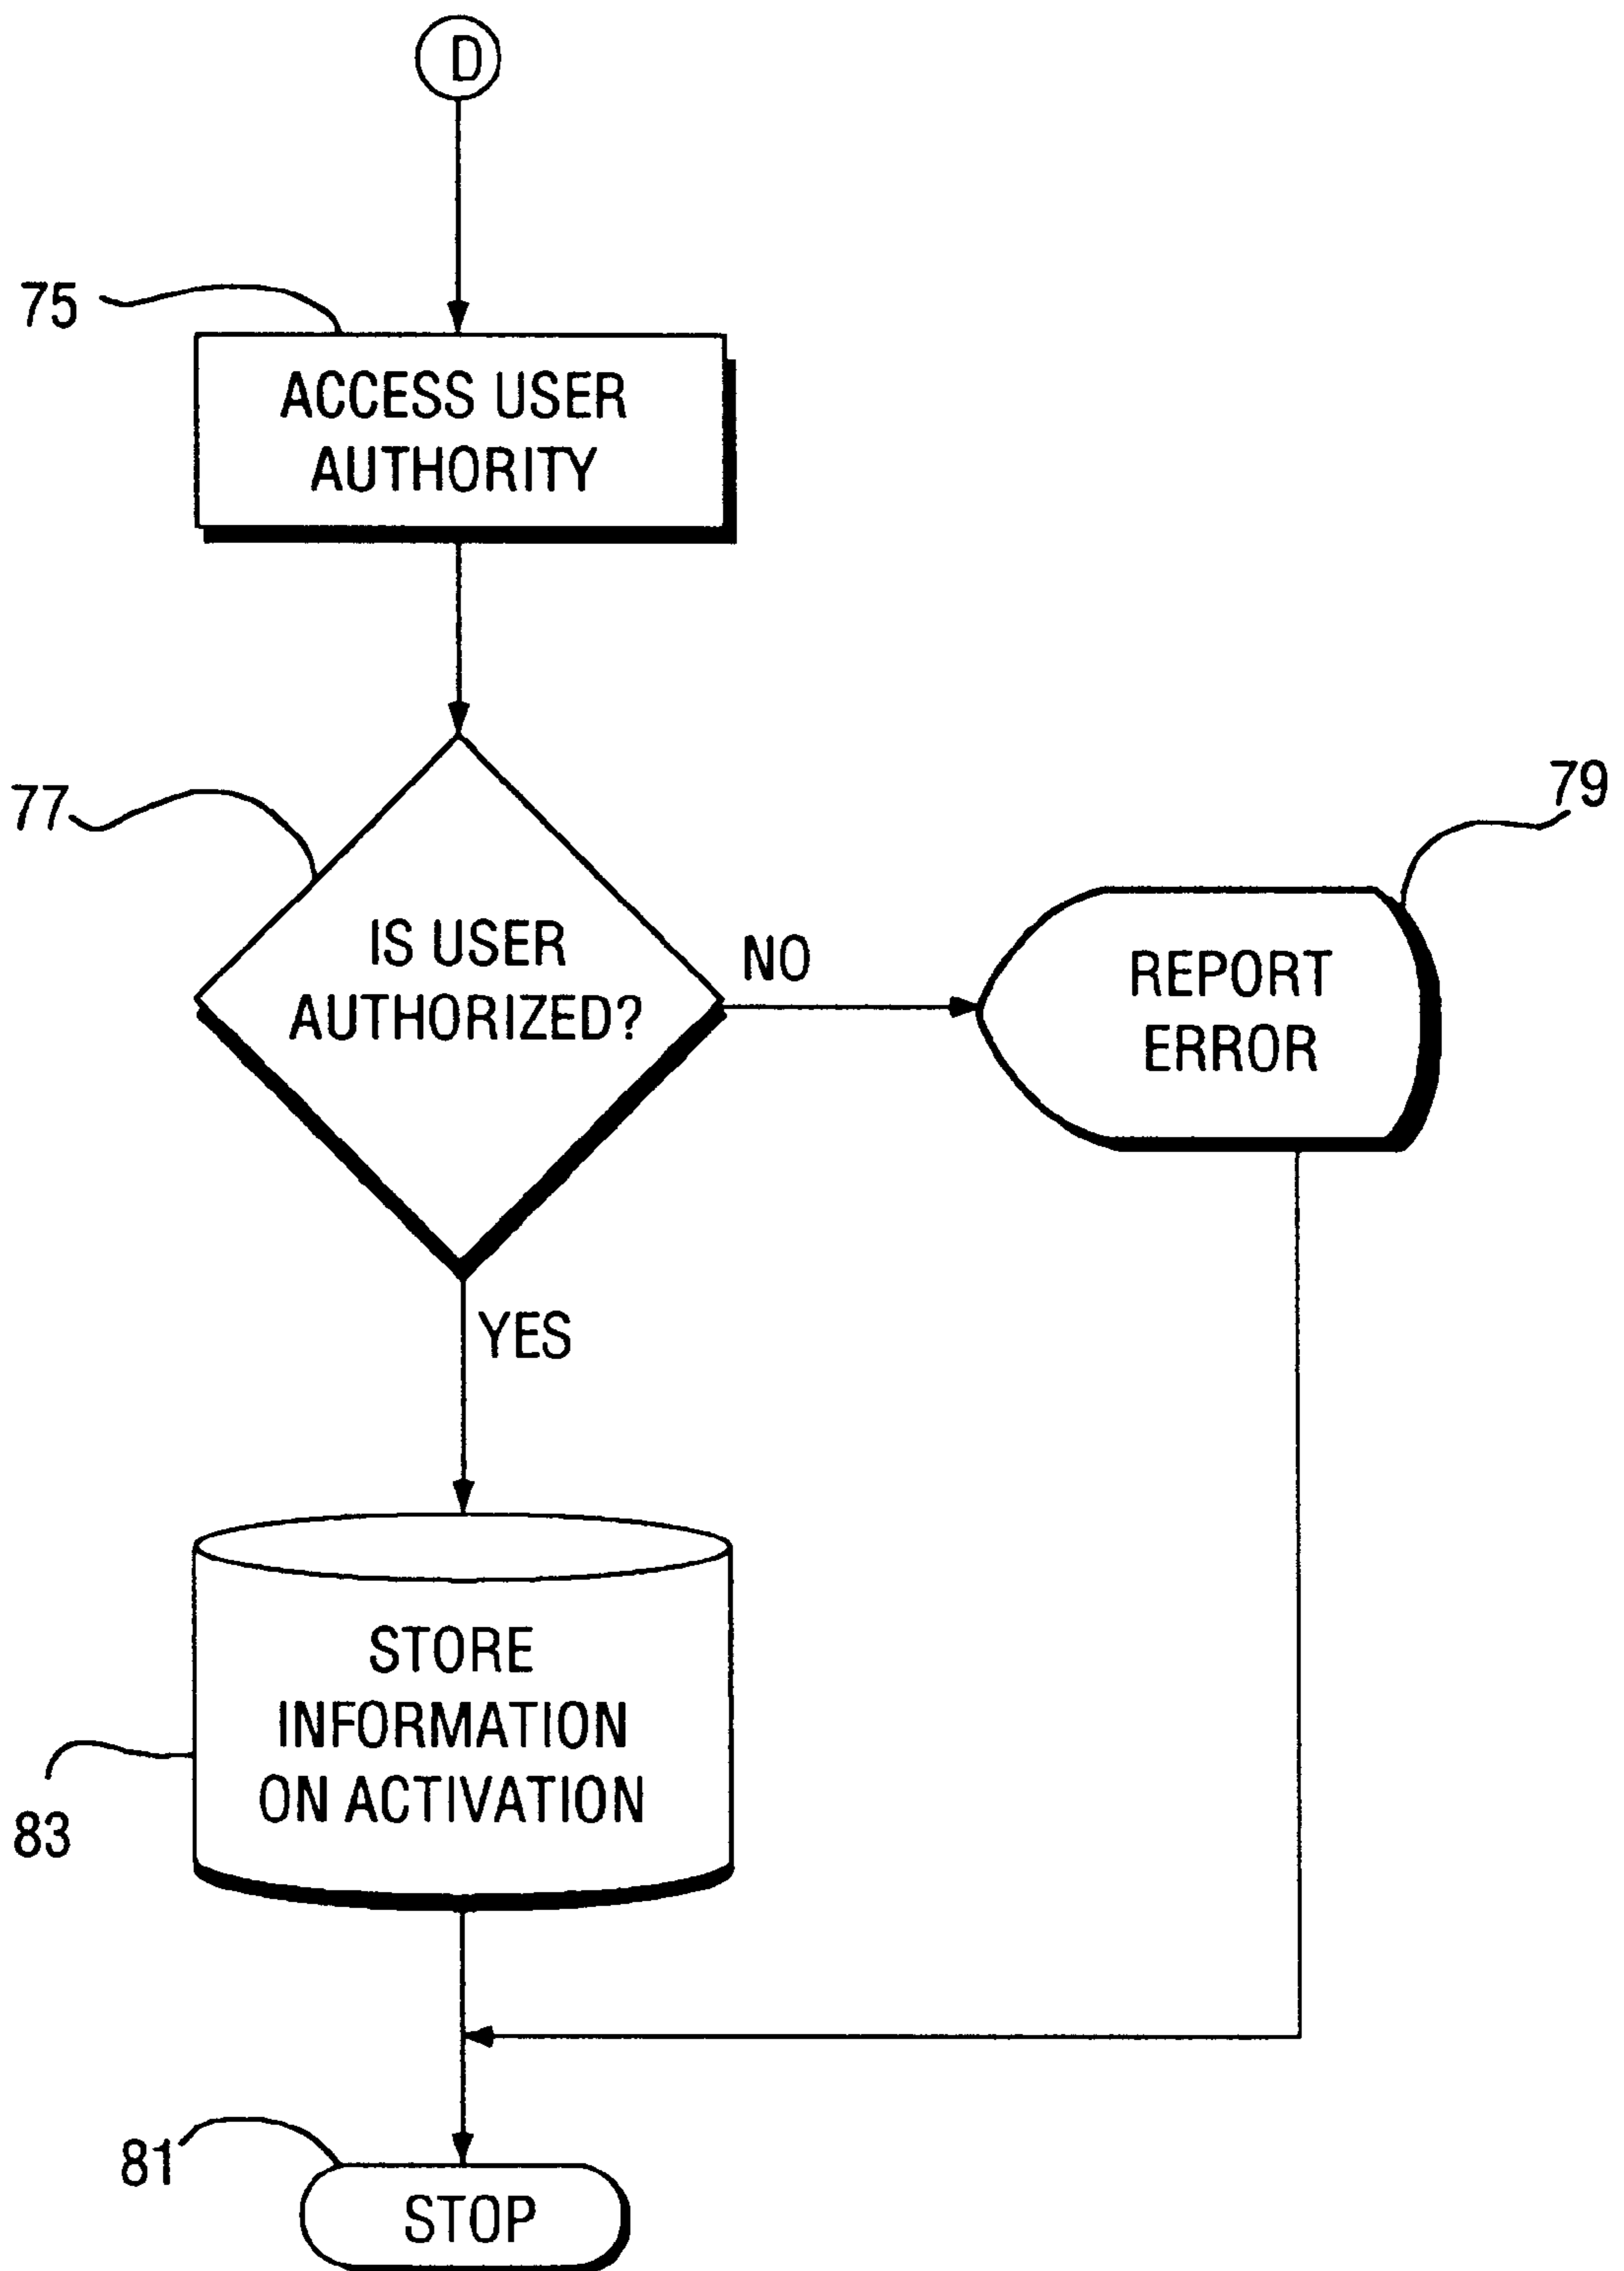 D
75
ACCESS USER
AUTHORITY
77
IS USER
AUTHORIZED?
NO
79
REPORT
ERROR
YES
STORE
INFORMATION
ON ACTIVATION
83
81
STOP